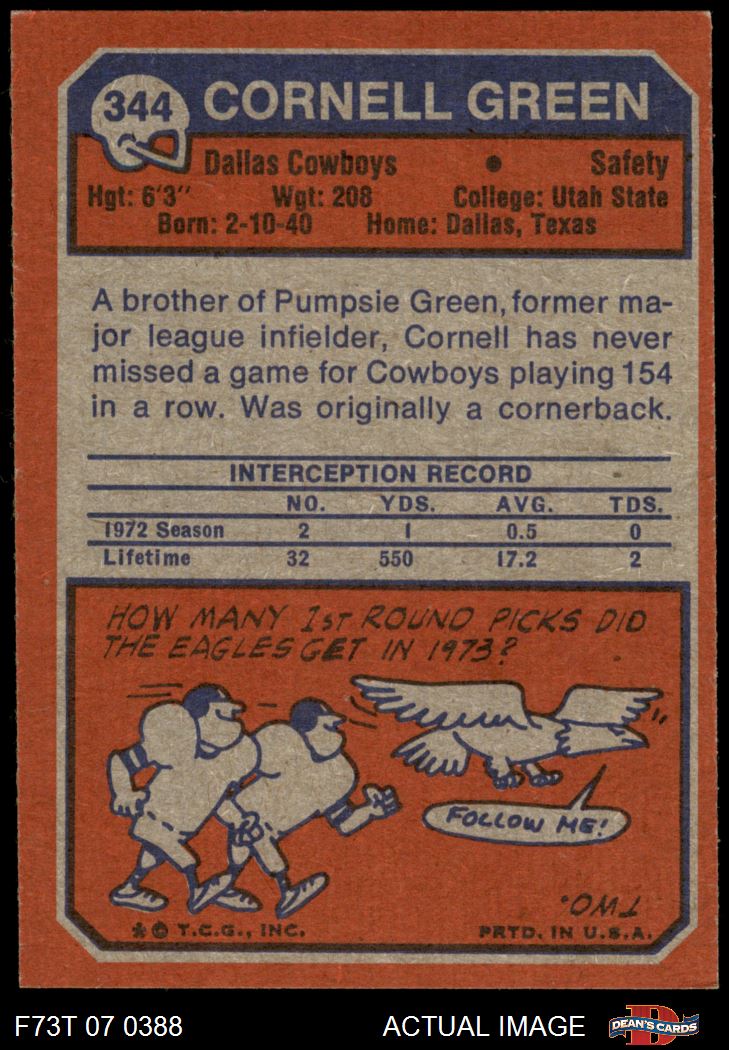 344 CORNELL GREEN
Dallas Cowboys • Safety
Hgt: 6'3" Wgt: 208 College: Utah State
Born: 2-10-40 Home: Dallas, Texas
A brother of Pumpsie Green, former ma-
jor league infielder, Cornell has never
missed a game for Cowboys playing 154
in a row. Was originally a cornerback.
INTERCEPTION RECORD
NO. YDS. AVG. TDS.
1972 Season 2 1 0.5 0
Lifetime 32 550 17.2 2
HOW MANY 1ST ROUND PICKS DID
THE EAGLES GET IN 1973?
FOLLOW ME!
TWO.
* © T.C.G., INC. PRTD. IN U.S.A.
F73T 07 0388 ACTUAL IMAGE D DEAN'S CARDS